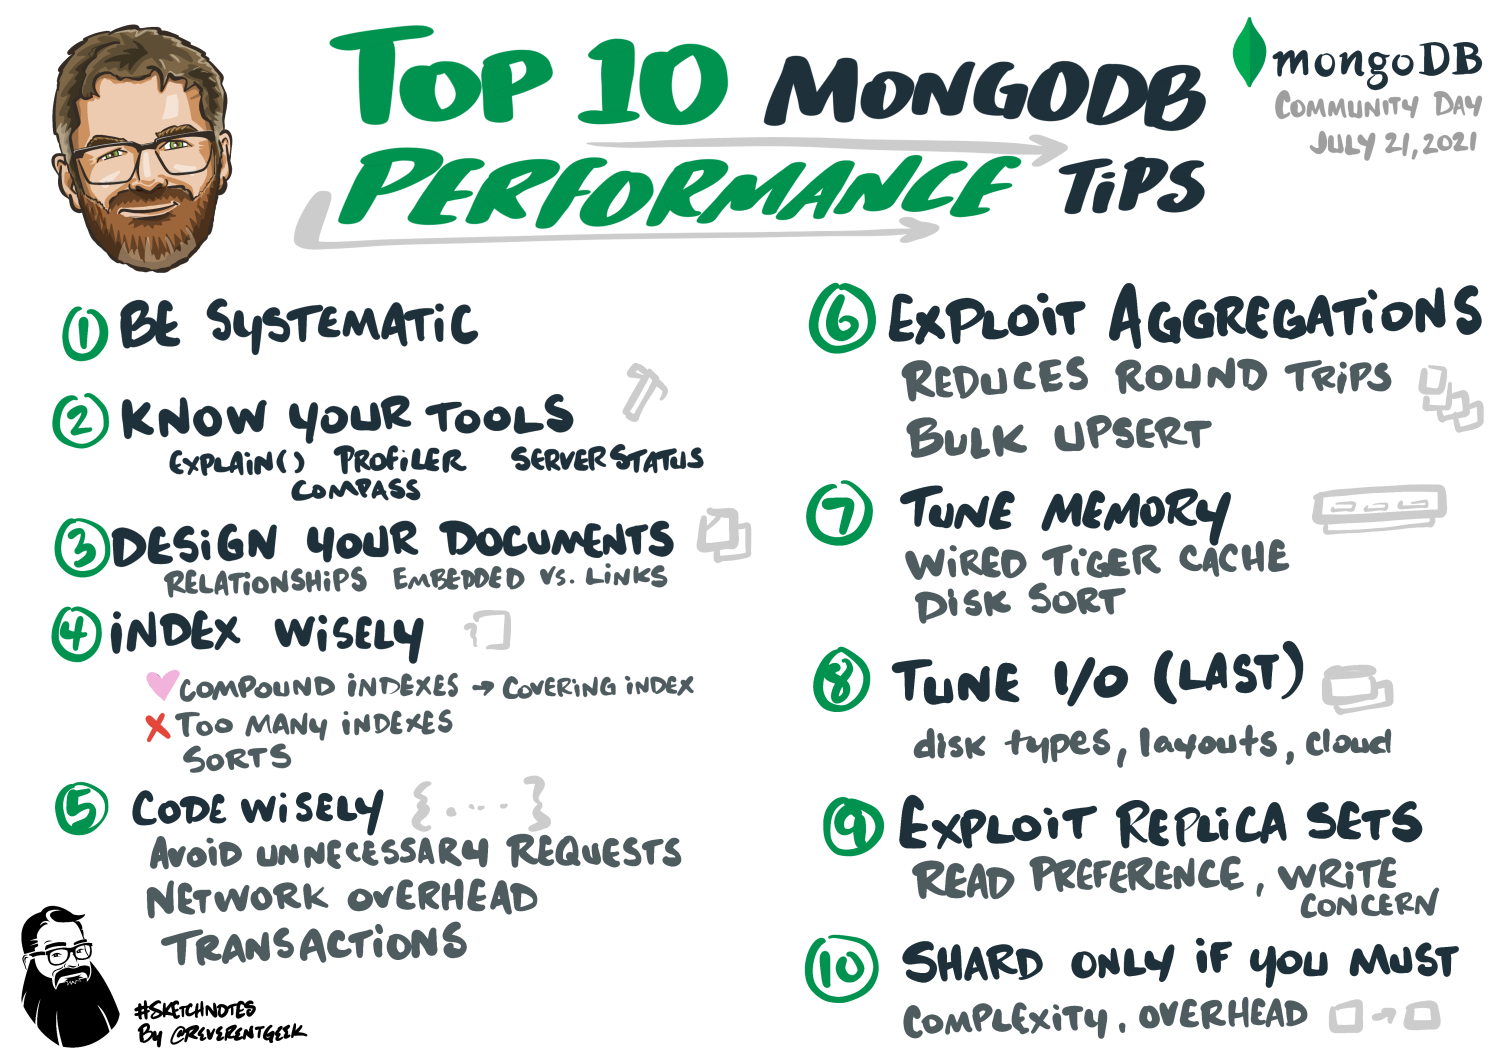 TOP 10 MONGODB
PERFORMANCE TiPS
mongoDB
COMMUNITY DAY
JULY 21, 2021
1 BE SYSTEMATiC
2 KNOW YOUR TOOLS
EXPLAIN() PROFiLER SERVERSTATUS
COMPASS
3 DESiGN YOUR DOCUMENTS
RELATiONSHiPS EMBEDDED VS. LiNKS
4 iNDEX WiSELY
COMPOUND iNDEXES → COVERiNG iNDEX
X TOO MANY iNDEXES
SORTS
5 CODE WiSELY {....}
AVOiD UNNECESSARY REQUESTS
NETWORK OVERHEAD
TRANSACTiONS
#SKETCHNOTES
By @REVERENTGEEK
6 EXPLOiT AGGREGATiONS
REDUCES ROUND TRiPS
BULK UPSERT
7 TUNE MEMORY
WiRED TiGER CACHE
DiSK SORT
8 TUNE I/O (LAST)
disk types, layouts, cloud
9 EXPLOiT REPLiCA SETS
READ PREFERENCE, WRiTE
CONCERN
10 SHARD ONLY iF YOU MUST
COMPLEXiTY, OVERHEAD